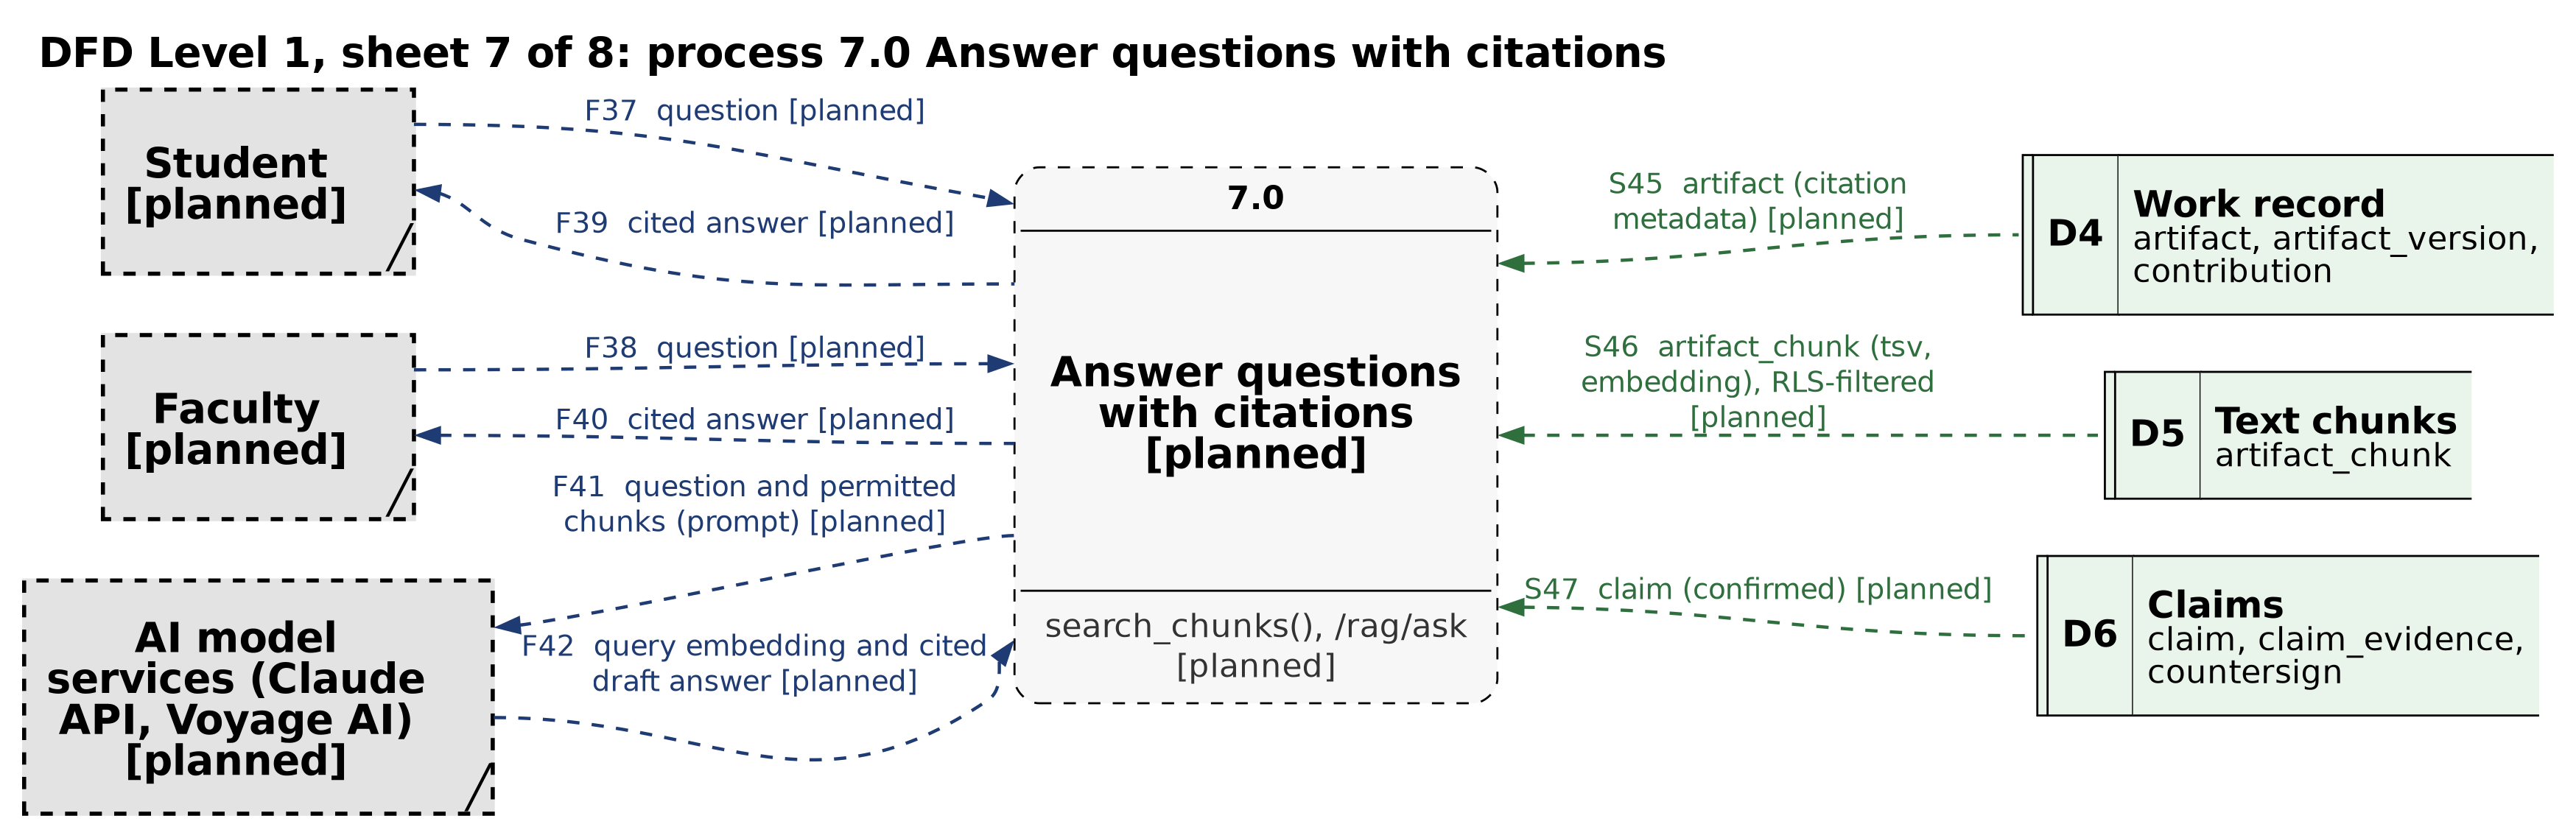 DFD Level 1, sheet 7 of 8: process 7.0 Answer questions with citations
Student
[planned]
F37 question [planned]
F39 cited answer [planned]
Faculty
[planned]
F38 question [planned]
F40 cited answer [planned]
F41 question and permitted
chunks (prompt) [planned]
AI model
services (Claude
API, Voyage AI)
[planned]
F42 query embedding and cited
draft answer [planned]
7.0
Answer questions
with citations
[planned]
search_chunks(), /rag/ask
[planned]
S45 artifact (citation
metadata) [planned]
D4
Work record
artifact, artifact_version,
contribution
S46 artifact_chunk (tsv,
embedding), RLS-filtered
[planned]
D5
Text chunks
artifact_chunk
S47 claim (confirmed) [planned]
D6
Claims
claim, claim_evidence,
countersign